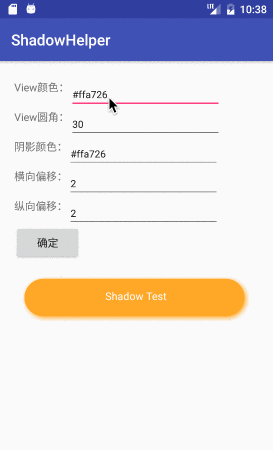 10:38
ShadowHelper
View颜色： #ffa726
View圆角： 30
阴影颜色： #ffa726
横向偏移： 2
纵向偏移： 2
确定
Shadow Test